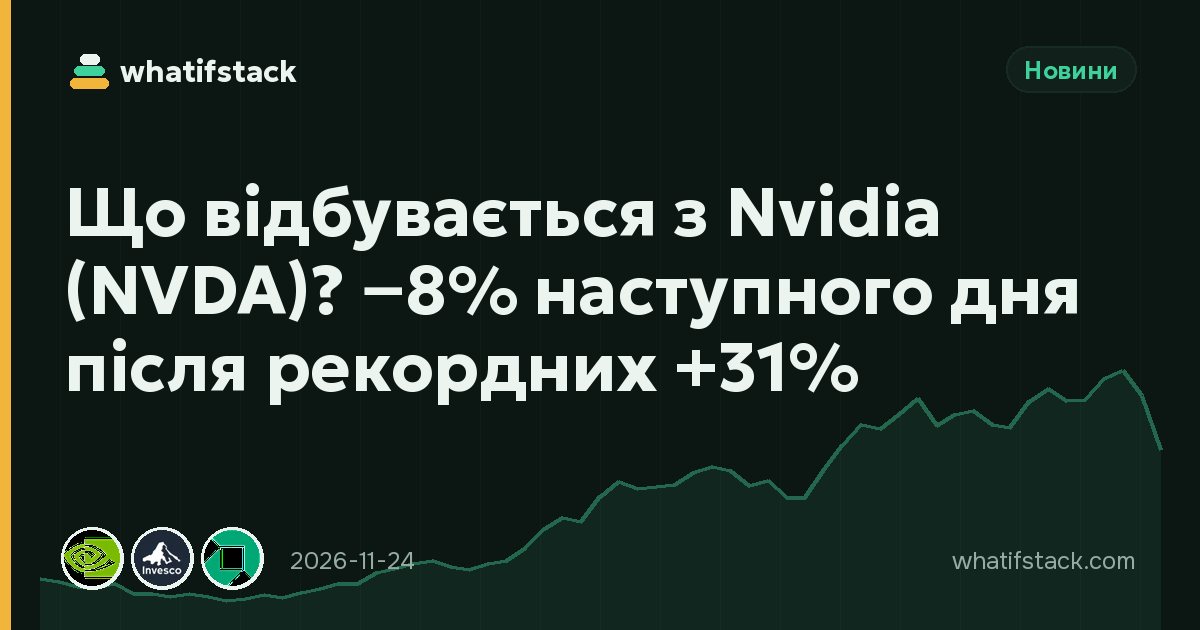 whatifstack
Новини
Що відбувається з Nvidia
(NVDA)? −8% наступного дня
після рекордних +31%
Invesco
2026-11-24
whatifstack.com